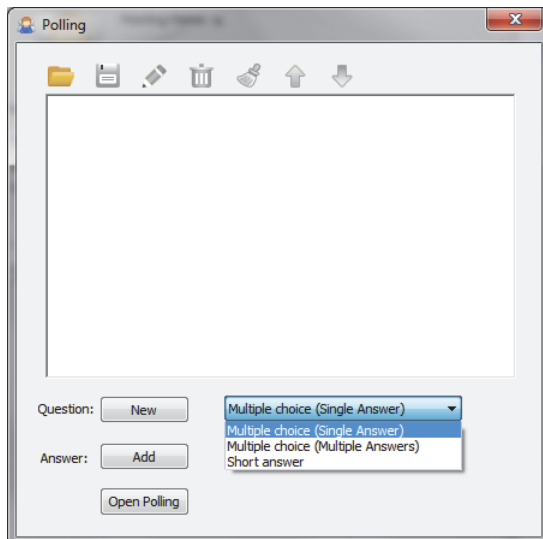 Polling
Question:
New
Multiple choice (Single Answer)
Multiple choice (Single Answer)
Multiple choice (Multiple Answers)
Short answer
Answer:
Add
Open Polling